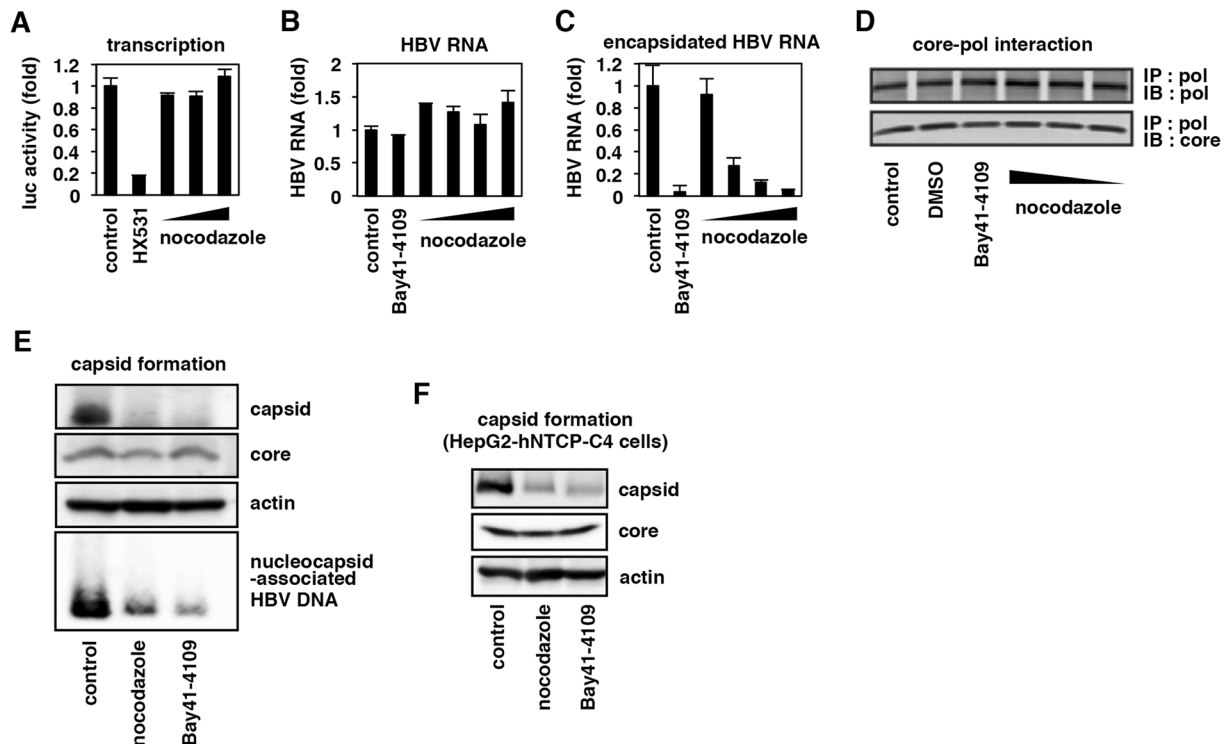 A
transcription
luc activity (fold)
1.2
1
0.8
0.6
0.4
0.2
0
control
HX531
nocodazole
B
HBV RNA
HBV RNA (fold)
2
1.5
1
0.5
0
control
Bay41-4109
nocodazole
C
encapsidated HBV RNA
HBV RNA (fold)
1.2
1
0.8
0.6
0.4
0.2
0
control
Bay41-4109
nocodazole
D
core-pol interaction
IP : pol
IB : pol
IP : pol
IB : core
control
DMSO
Bay41-4109
nocodazole
E
capsid formation
capsid
core
actin
nucleocapsid
-associated
HBV DNA
control
nocodazole
Bay41-4109
F
capsid formation
(HepG2-hNTCP-C4 cells)
capsid
core
actin
control
nocodazole
Bay41-4109